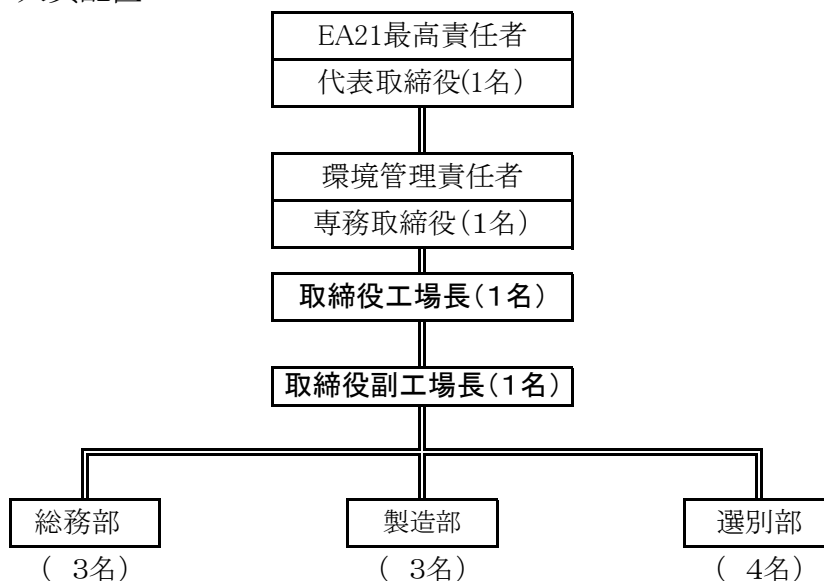 EA21最高責任者
代表取締役(1名)
環境管理責任者
専務取締役(1名)
取締役工場長(1名)
取締役副工場長(1名)
総務部 製造部 選別部
( 3名) ( 3名) ( 4名)